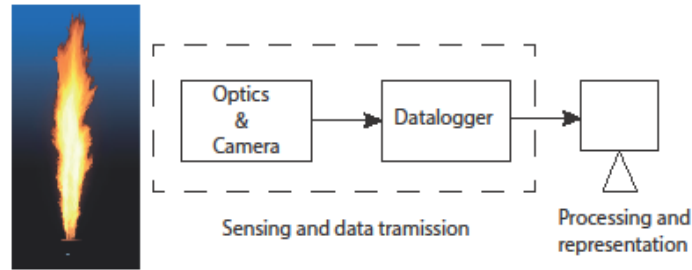 Optics
&
Camera
Datalogger
Sensing and data tramission
Processing and
representation